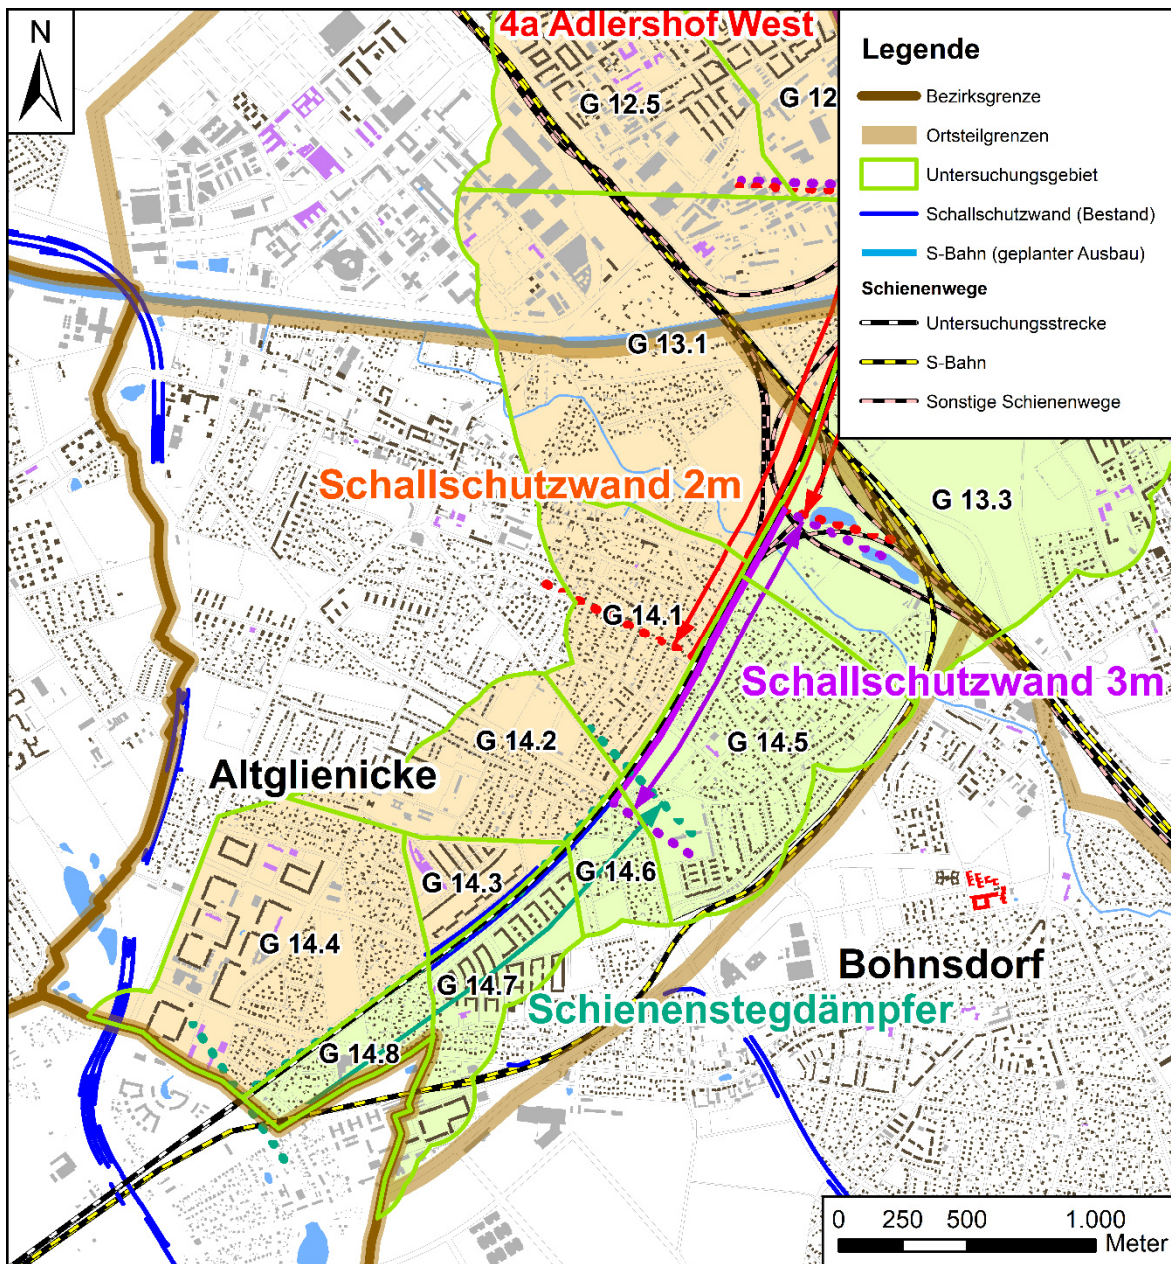 N
4a Adlershof West
G 12.5
G 12
G 13.1
Schallschutzwand 2m
G 13.3
G 14.1
Schallschutzwand 3m
G 14.2
G 14.5
Altglienicke
G 14.3
G 14.6
G 14.4
G 14.7
Bohnsdorf
Schienenstegdämpfer
G 14.8
Legende
Bezirksgrenze
Ortsteilgrenzen
Untersuchungsgebiet
Schallschutzwand (Bestand)
S-Bahn (geplanter Ausbau)
Schienenwege
Untersuchungsstrecke
S-Bahn
Sonstige Schienenwege
0 250 500 1.000
Meter